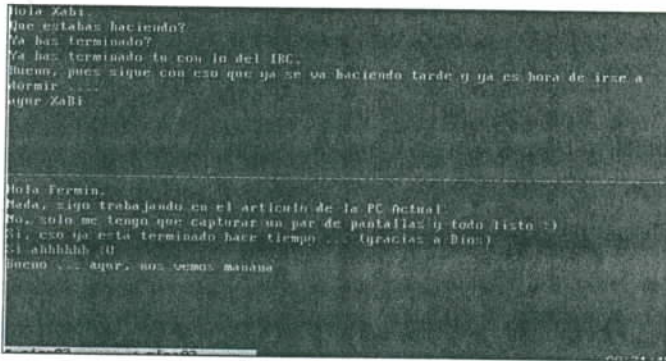 Hola Xabi
Que estabas haciendo?
Ya has terminado?
Ya has terminado tu con lo del IRC.
Bueno, pues sigue con eso que ya se va haciendo tarde y ya es hora de irse a
dormir ....
agur XaBi
Hola Fermin.
Nada, sigo trabajando en el articulo de la PC Actual
No, solo me tengo que capturar un par de pantallas y todo listo :)
Si, eso ya esta terminado hace tiempo ... (gracias a Dios)
Si ahhhhhh
Bueno ... agur, nos vemos mañana